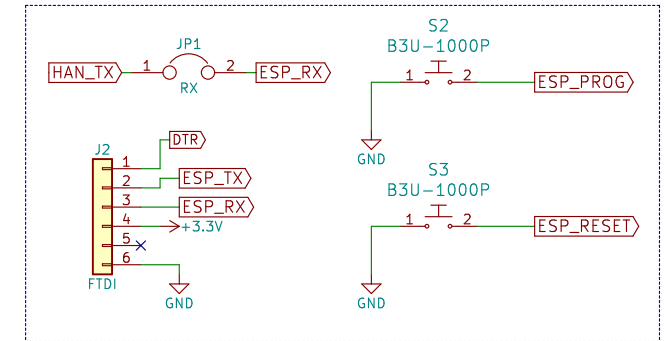 JP1
HAN_TX 1 2 ESP_RX
RX
S2
B3U-1000P
1 2 ESP_PROG
GND
J2
1 DTR
2 ESP_TX
3 ESP_RX
4 +3.3V
5
6
FTDI
GND
S3
B3U-1000P
1 2 ESP_RESET
GND